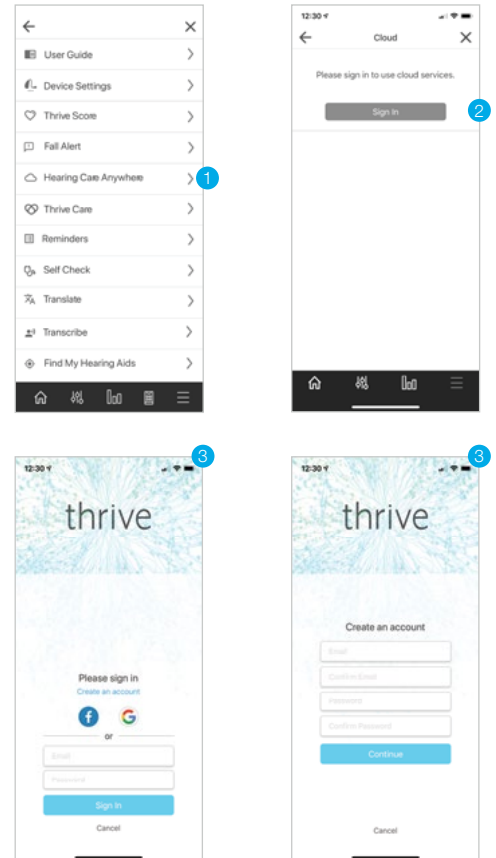 User Guide
Device Settings
Thrive Score
Fall Alert
Hearing Care Anywhere
1
Thrive Care
Reminders
Self Check
Translate
Transcribe
Find My Hearing Aids
12:30
Cloud
Please sign in to use cloud services.
Sign In
2
3
12:30
thrive
Please sign in
Create an account
f
G
or
Email
Password
Sign In
Cancel
3
12:30
thrive
Create an account
Email
Confirm Email
Password
Confirm Password
Continue
Cancel